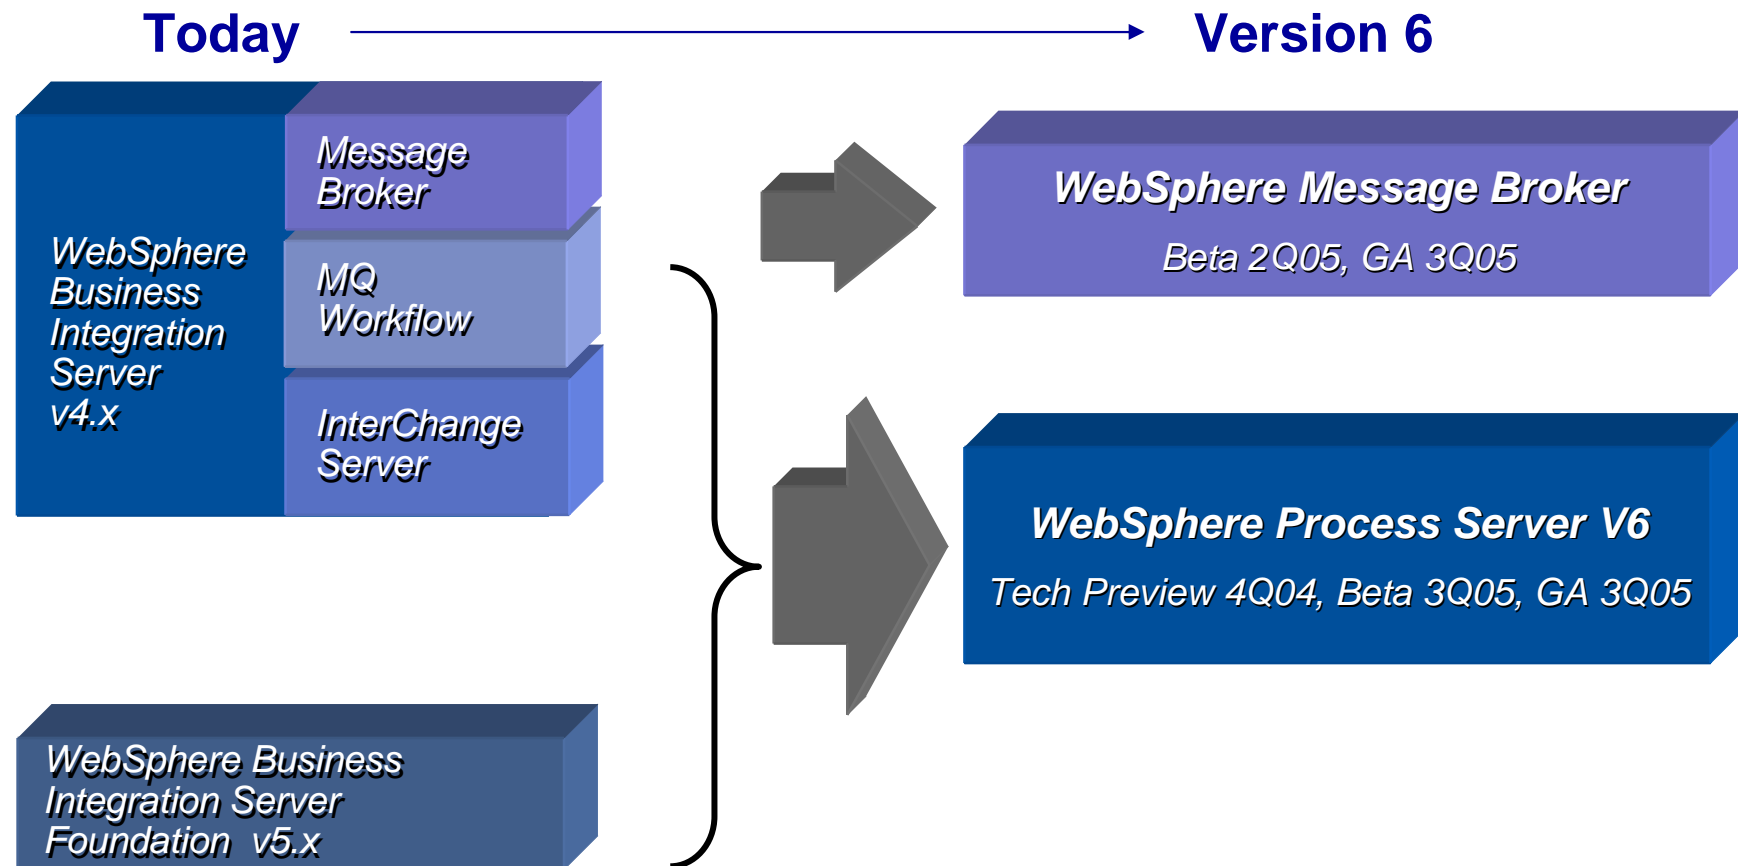 Today
Version 6
WebSphere
Business
Integration
Server
v4.x
Message
Broker
MQ
Workflow
InterChange
Server
WebSphere Business
Integration Server
Foundation v5.x
WebSphere Message Broker
Beta 2Q05, GA 3Q05
WebSphere Process Server V6
Tech Preview 4Q04, Beta 3Q05, GA 3Q05